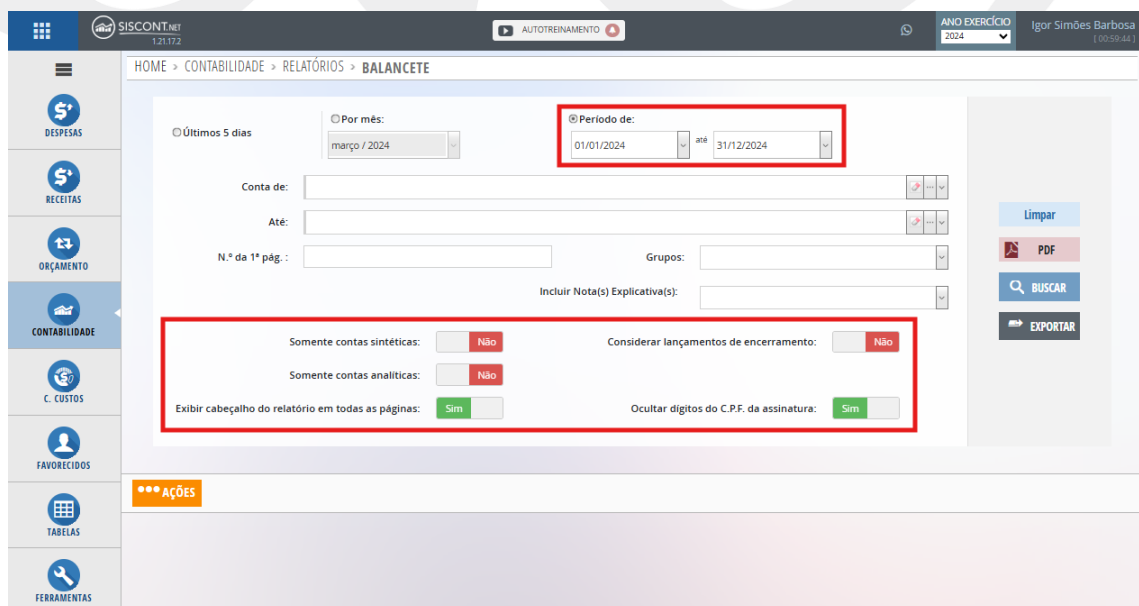 SISCONT.NET
1.21.17.2
AUTOTREINAMENTO
ANO EXERCÍCIO
2024
Igor Simões Barbosa
[ 00:59:44 ]
HOME > CONTABILIDADE > RELATÓRIOS > BALANCETE
DESPESAS
RECEITAS
ORÇAMENTO
CONTABILIDADE
C. CUSTOS
FAVORECIDOS
TABELAS
FERRAMENTAS
Últimos 5 dias
Por mês:
março / 2024
Período de:
01/01/2024 até 31/12/2024
Conta de:
Até:
N.º da 1ª pág. :
Grupos:
Incluir Nota(s) Explicativa(s):
Somente contas sintéticas: Não
Considerar lançamentos de encerramento: Não
Somente contas analíticas: Não
Exibir cabeçalho do relatório em todas as páginas: Sim
Ocultar dígitos do C.P.F. da assinatura: Sim
Limpar
PDF
BUSCAR
EXPORTAR
AÇÕES